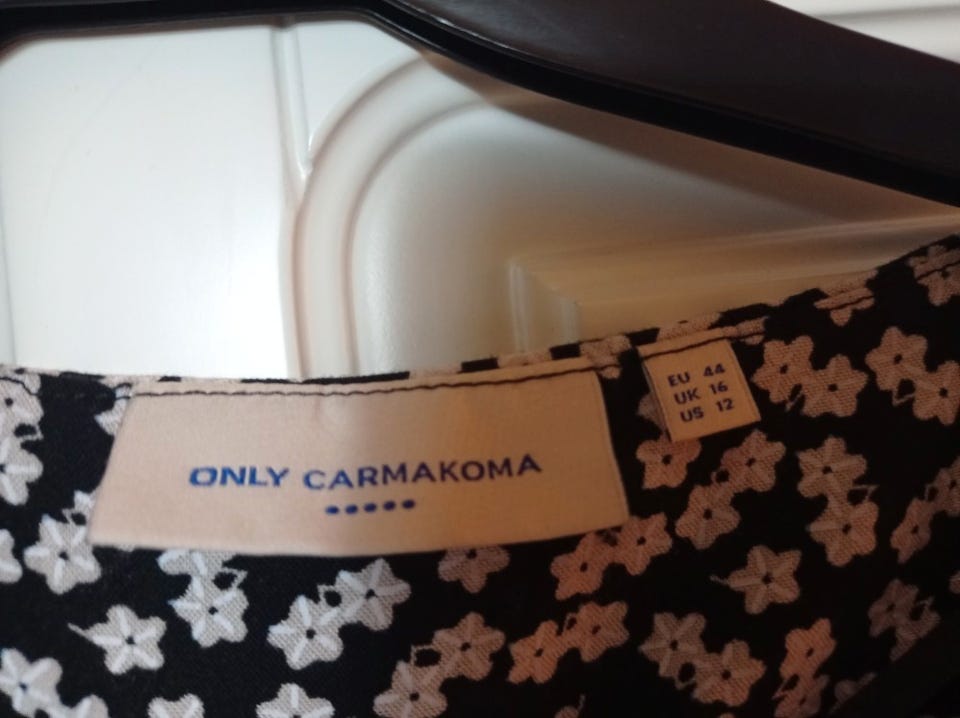 ONLY CARMAKOMA
EU 44
UK 16
US 12